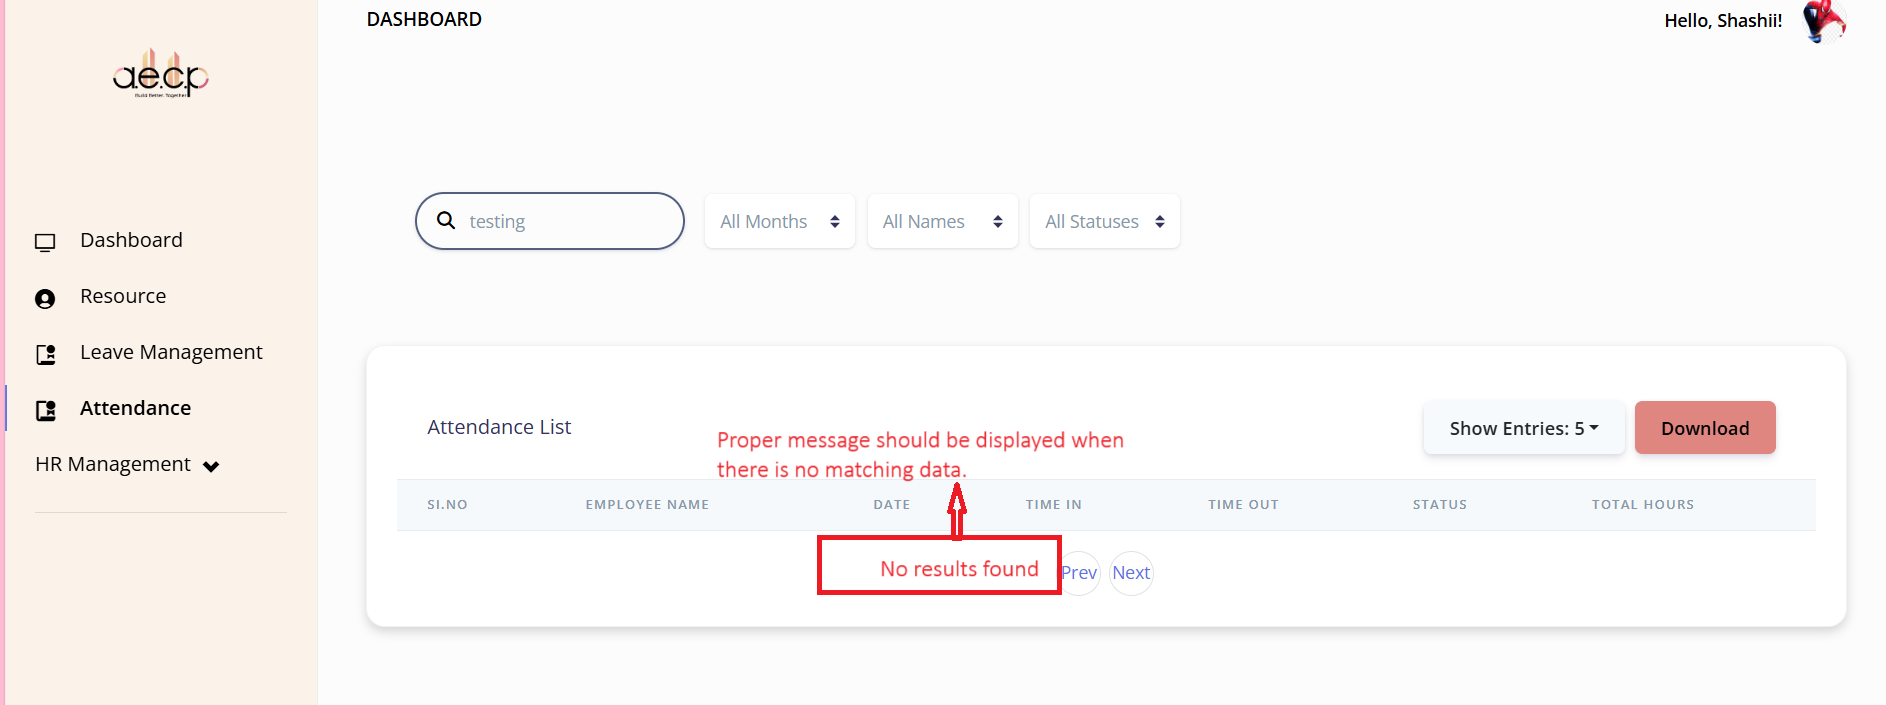 DASHBOARD
Hello, Shashii!
a.e.c.p
Build Better. Together
testing
All Months
All Names
All Statuses
Dashboard
Resource
Leave Management
Attendance
HR Management
Attendance List
Proper message should be displayed when
there is no matching data.
Show Entries: 5
Download
SI.NO EMPLOYEE NAME DATE TIME IN TIME OUT STATUS TOTAL HOURS
No results found
Prev Next